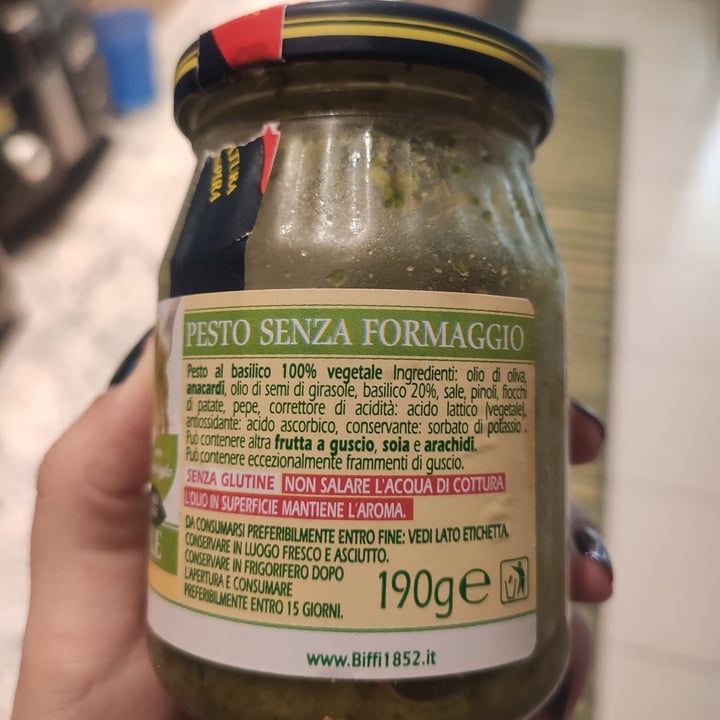 PESTO SENZA FORMAGGIO
Pesto al basilico 100% vegetale Ingredienti: olio di oliva,
anacardi, olio di semi di girasole, basilico 20%, sale, pinoli, fiocchi
di patate, pepe, correttore di acidità: acido lattico (vegetale),
antiossidante: acido ascorbico, conservante: sorbato di potassio.
Può contenere altra frutta a guscio, soia e arachidi.
Può contenere eccezionalmente frammenti di guscio.
SENZA GLUTINE NON SALARE L'ACQUA DI COTTURA
L'OLIO IN SUPERFICIE MANTIENE L'AROMA.
DA CONSUMARSI PREFERIBILMENTE ENTRO FINE: VEDI LATO ETICHETTA.
CONSERVARE IN LUOGO FRESCO E ASCIUTTO.
CONSERVARE IN FRIGORIFERO DOPO
L'APERTURA E CONSUMARE
PREFERIBILMENTE ENTRO 15 GIORNI.
190g e
www.Biffi1852.it